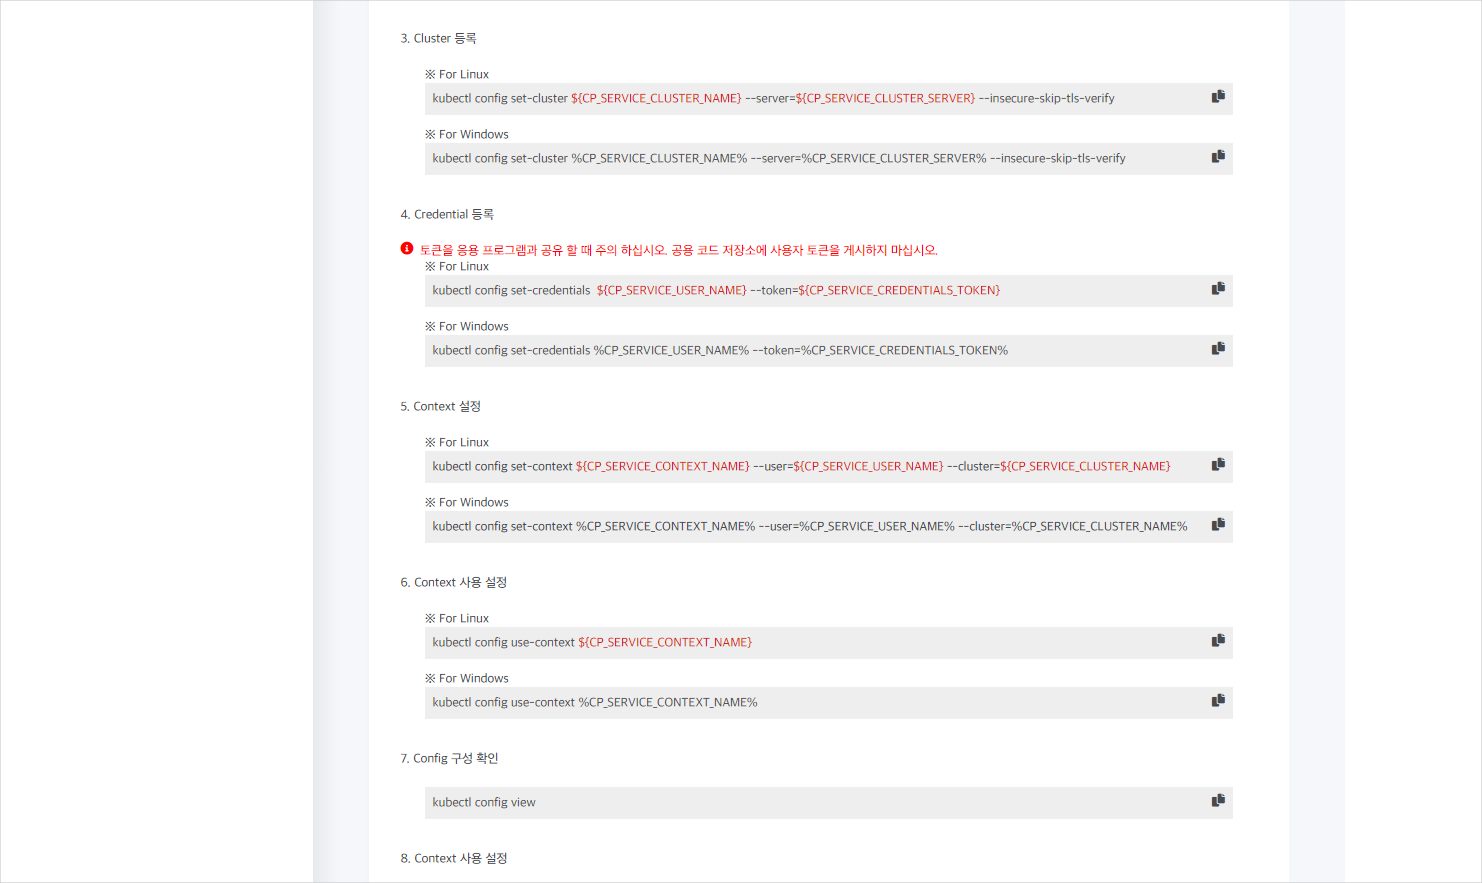 3. Cluster 등록
※ For Linux
kubectl config set-cluster ${CP_SERVICE_CLUSTER_NAME} --server=${CP_SERVICE_CLUSTER_SERVER} --insecure-skip-tls-verify
※ For Windows
kubectl config set-cluster %CP_SERVICE_CLUSTER_NAME% --server=%CP_SERVICE_CLUSTER_SERVER% --insecure-skip-tls-verify
4. Credential 등록
토큰을 응용 프로그램과 공유 할 때 주의 하십시오. 공용 코드 저장소에 사용자 토큰을 게시하지 마십시오.
※ For Linux
kubectl config set-credentials  ${CP_SERVICE_USER_NAME} --token=${CP_SERVICE_CREDENTIALS_TOKEN}
※ For Windows
kubectl config set-credentials %CP_SERVICE_USER_NAME% --token=%CP_SERVICE_CREDENTIALS_TOKEN%
5. Context 설정
※ For Linux
kubectl config set-context ${CP_SERVICE_CONTEXT_NAME} --user=${CP_SERVICE_USER_NAME} --cluster=${CP_SERVICE_CLUSTER_NAME}
※ For Windows
kubectl config set-context %CP_SERVICE_CONTEXT_NAME% --user=%CP_SERVICE_USER_NAME% --cluster=%CP_SERVICE_CLUSTER_NAME%
6. Context 사용 설정
※ For Linux
kubectl config use-context ${CP_SERVICE_CONTEXT_NAME}
※ For Windows
kubectl config use-context %CP_SERVICE_CONTEXT_NAME%
7. Config 구성 확인
kubectl config view
8. Context 사용 설정